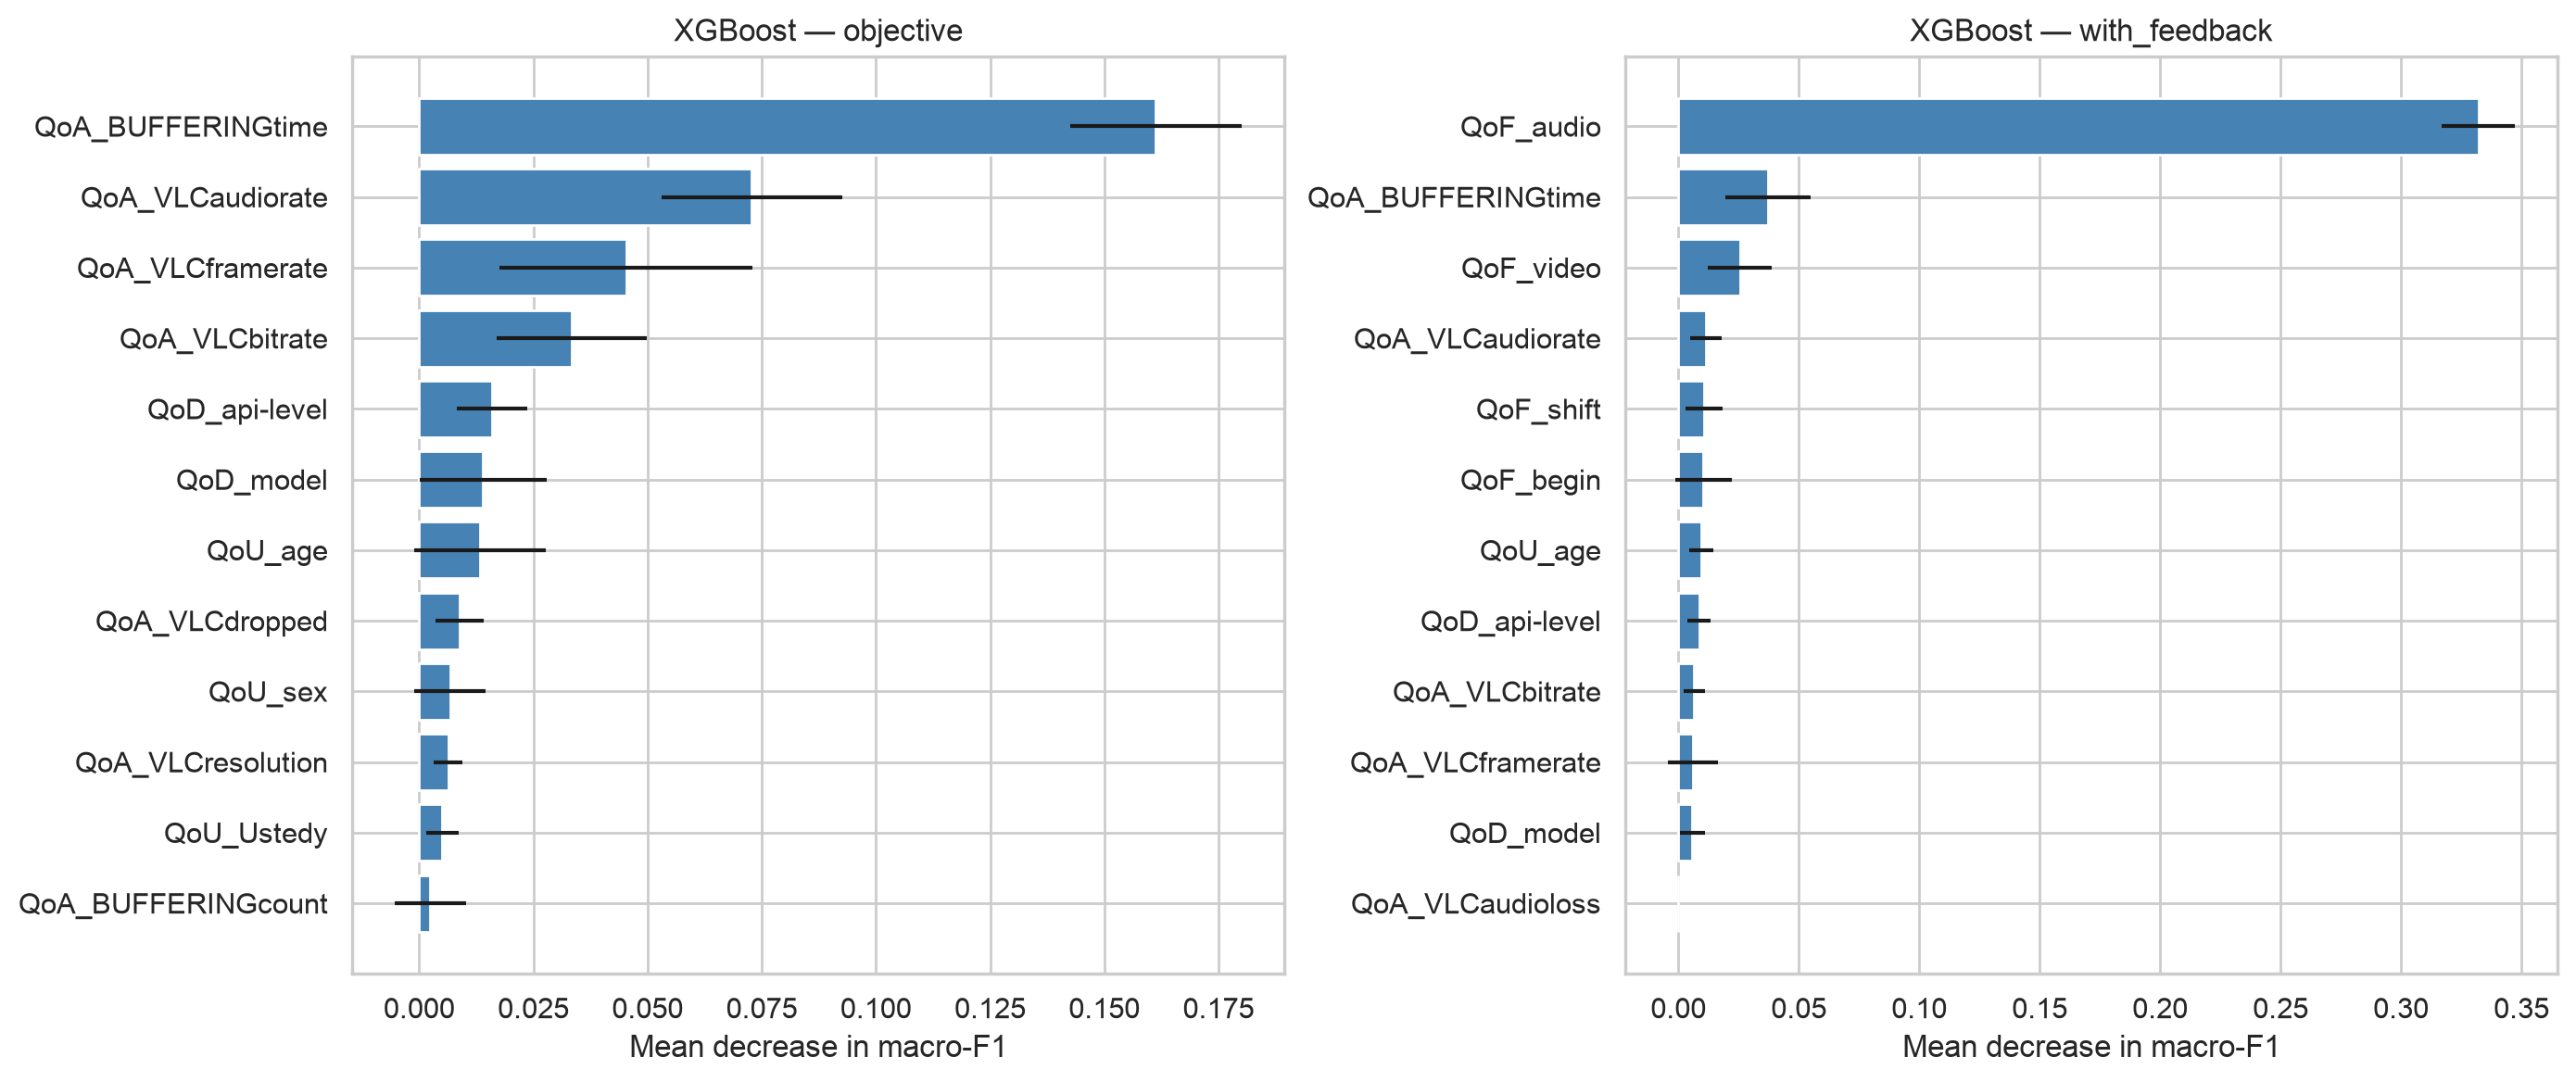 XGBoost — objective
QoA_BUFFERINGtime
QoA_VLCaudiorate
QoA_VLCframerate
QoA_VLCbitrate
QoD_api-level
QoD_model
QoU_age
QoA_VLCdropped
QoU_sex
QoA_VLCresolution
QoU_Ustedy
QoA_BUFFERINGcount
0.000 0.025 0.050 0.075 0.100 0.125 0.150 0.175
Mean decrease in macro-F1
XGBoost — with_feedback
QoF_audio
QoA_BUFFERINGtime
QoF_video
QoA_VLCaudiorate
QoF_shift
QoF_begin
QoU_age
QoD_api-level
QoA_VLCbitrate
QoA_VLCframerate
QoD_model
QoA_VLCaudioloss
0.00 0.05 0.10 0.15 0.20 0.25 0.30 0.35
Mean decrease in macro-F1